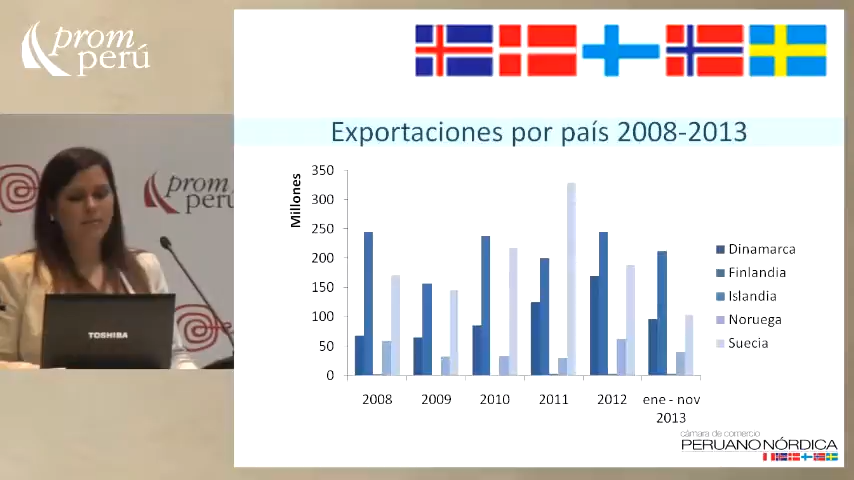 prom
perú
Exportaciones por país 2008-2013
Millones
350
300
250
200
150
100
50
0
2008
2009
2010
2011
2012
ene - nov
2013
Dinamarca
Finlandia
Islandia
Noruega
Suecia
prom
perú
TOSHIBA
cámara de comercio
PERUANO NÓRDICA